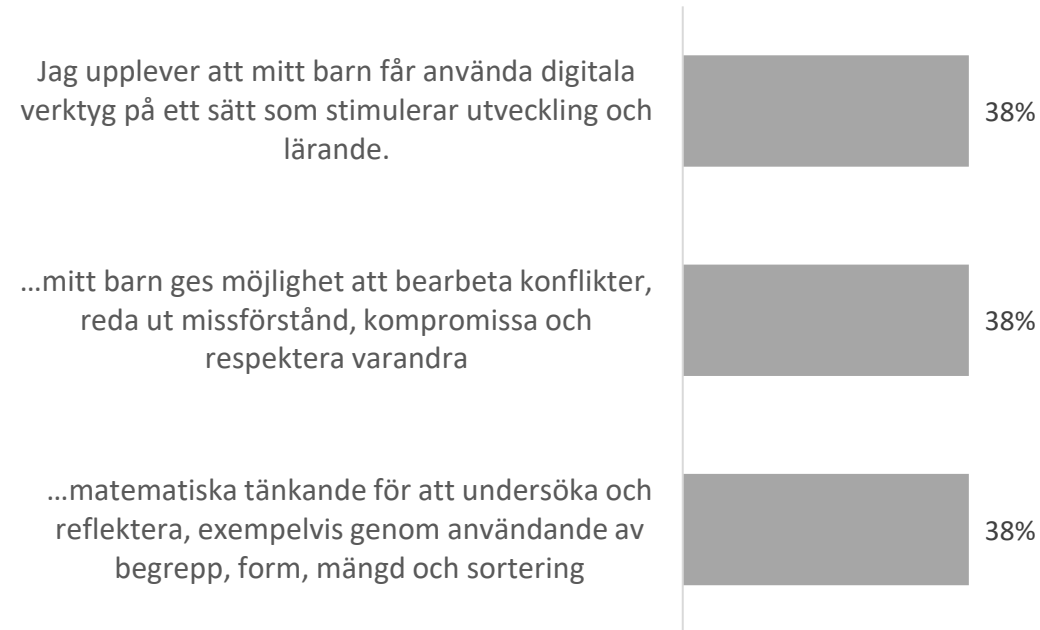 Jag upplever att mitt barn får använda digitala
verktyg på ett sätt som stimulerar utveckling och
lärande.
38%
...mitt barn ges möjlighet att bearbeta konflikter,
reda ut missförstånd, kompromissa och
respektera varandra
38%
...matematiska tänkande för att undersöka och
reflektera, exempelvis genom användande av
begrepp, form, mängd och sortering
38%